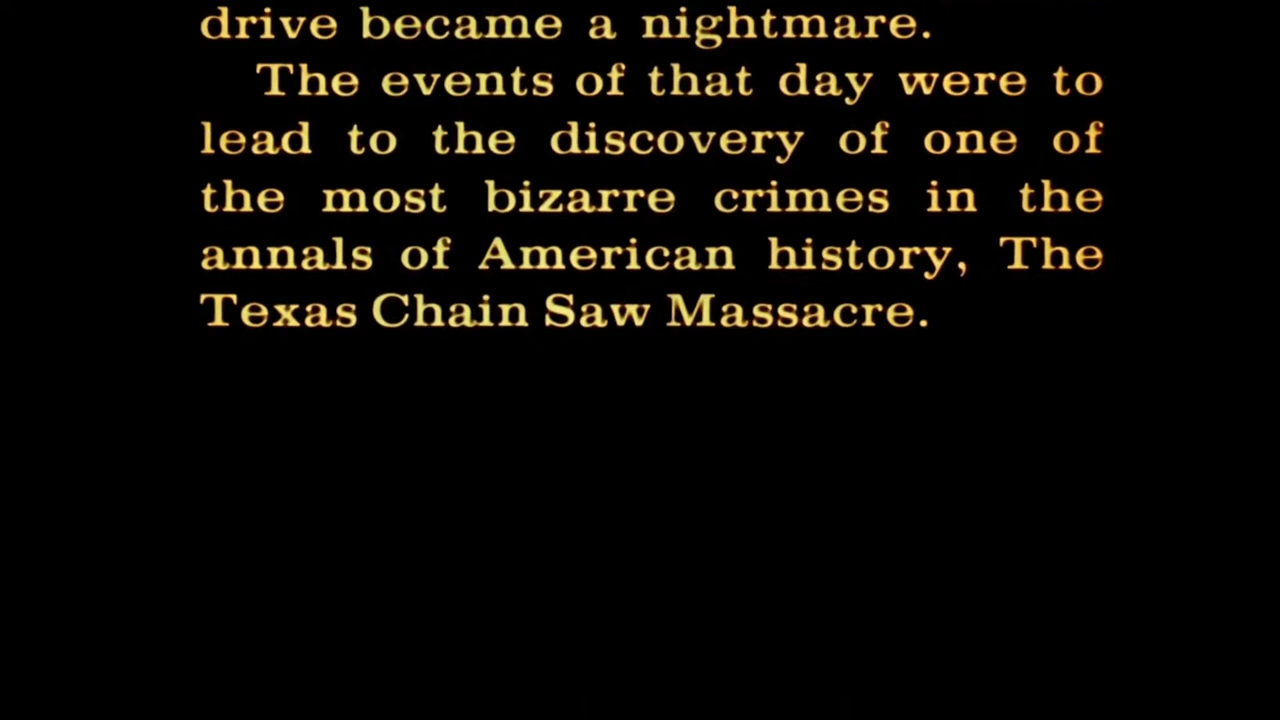 drive became a nightmare.
The events of that day were to
lead to the discovery of one of
the most bizarre crimes in the
annals of American history, The
Texas Chain Saw Massacre.